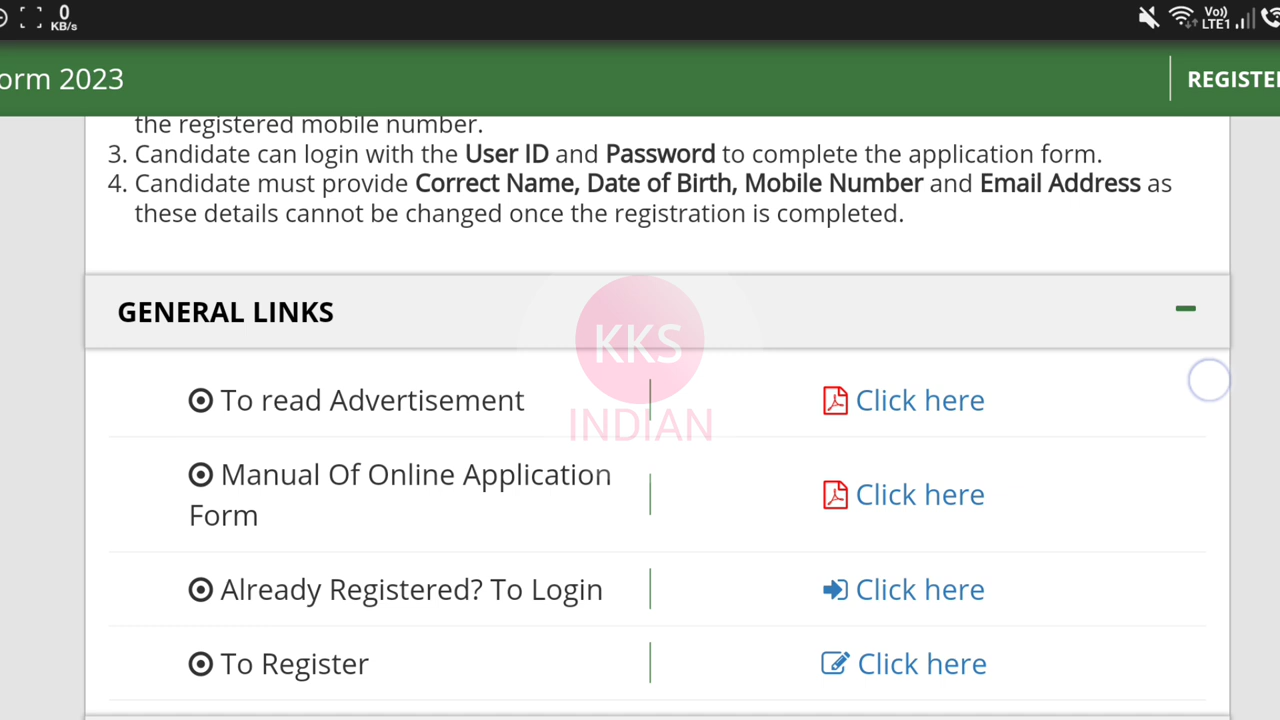 0
KB/s
Vo))
LTE1
orm 2023
REGISTE
the registered mobile number.
3. Candidate can login with the User ID and Password to complete the application form.
4. Candidate must provide Correct Name, Date of Birth, Mobile Number and Email Address as
these details cannot be changed once the registration is completed.
GENERAL LINKS
KKS
INDIAN
To read Advertisement
Click here
Manual Of Online Application
Form
Click here
Already Registered? To Login
Click here
To Register
Click here